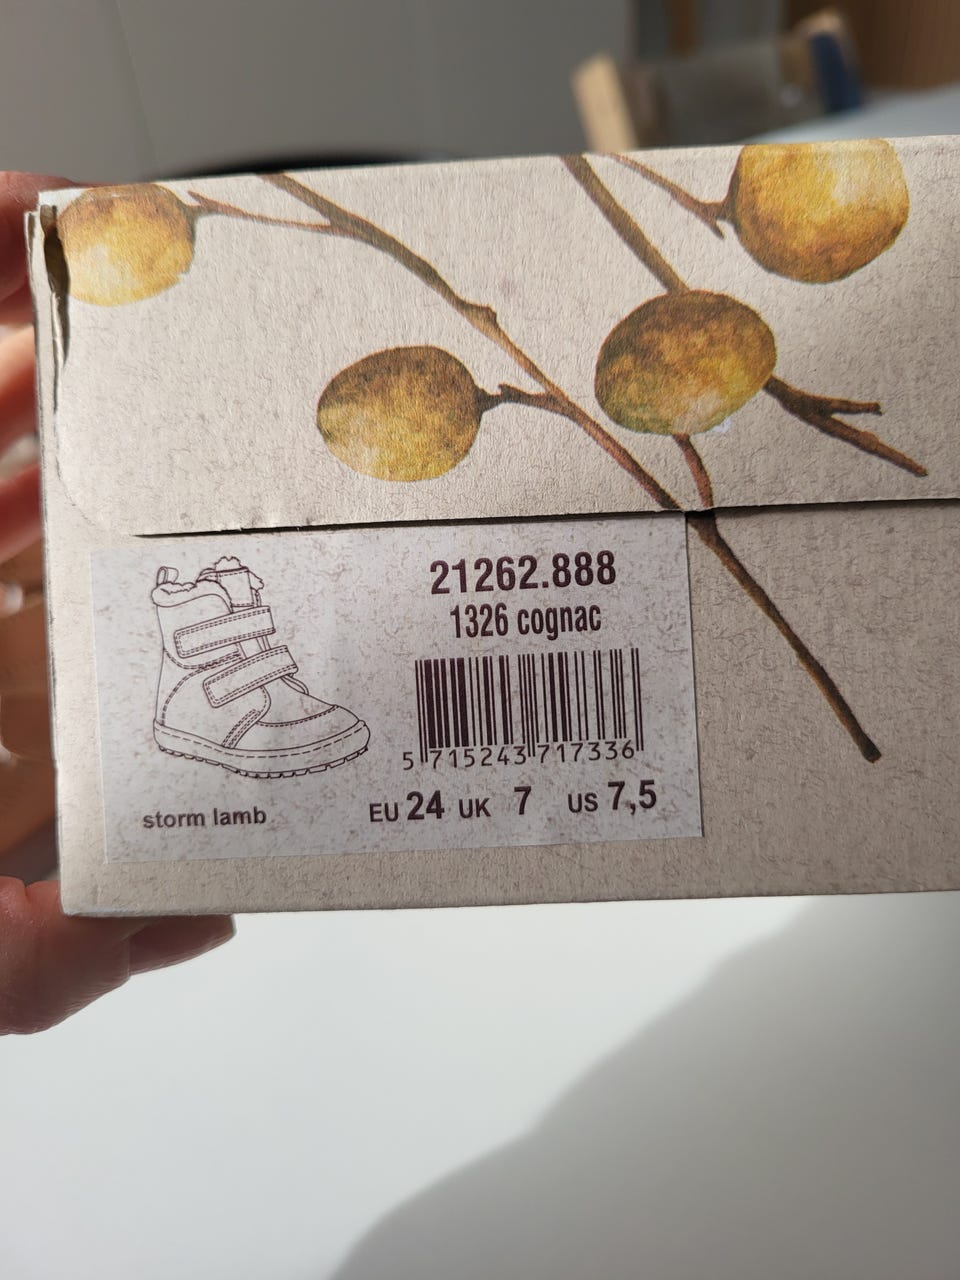 21262.888
1326 cognac
5 715243 717336
storm lamb
EU 24 UK 7 US 7,5